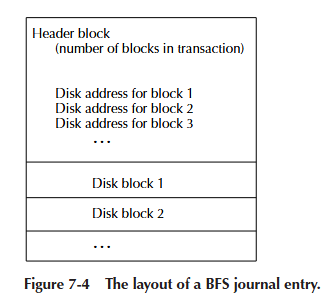 Header block
(number of blocks in transaction)
Disk address for block 1
Disk address for block 2
Disk address for block 3
...
Disk block 1
Disk block 2
...
Figure 7-4 The layout of a BFS journal entry.